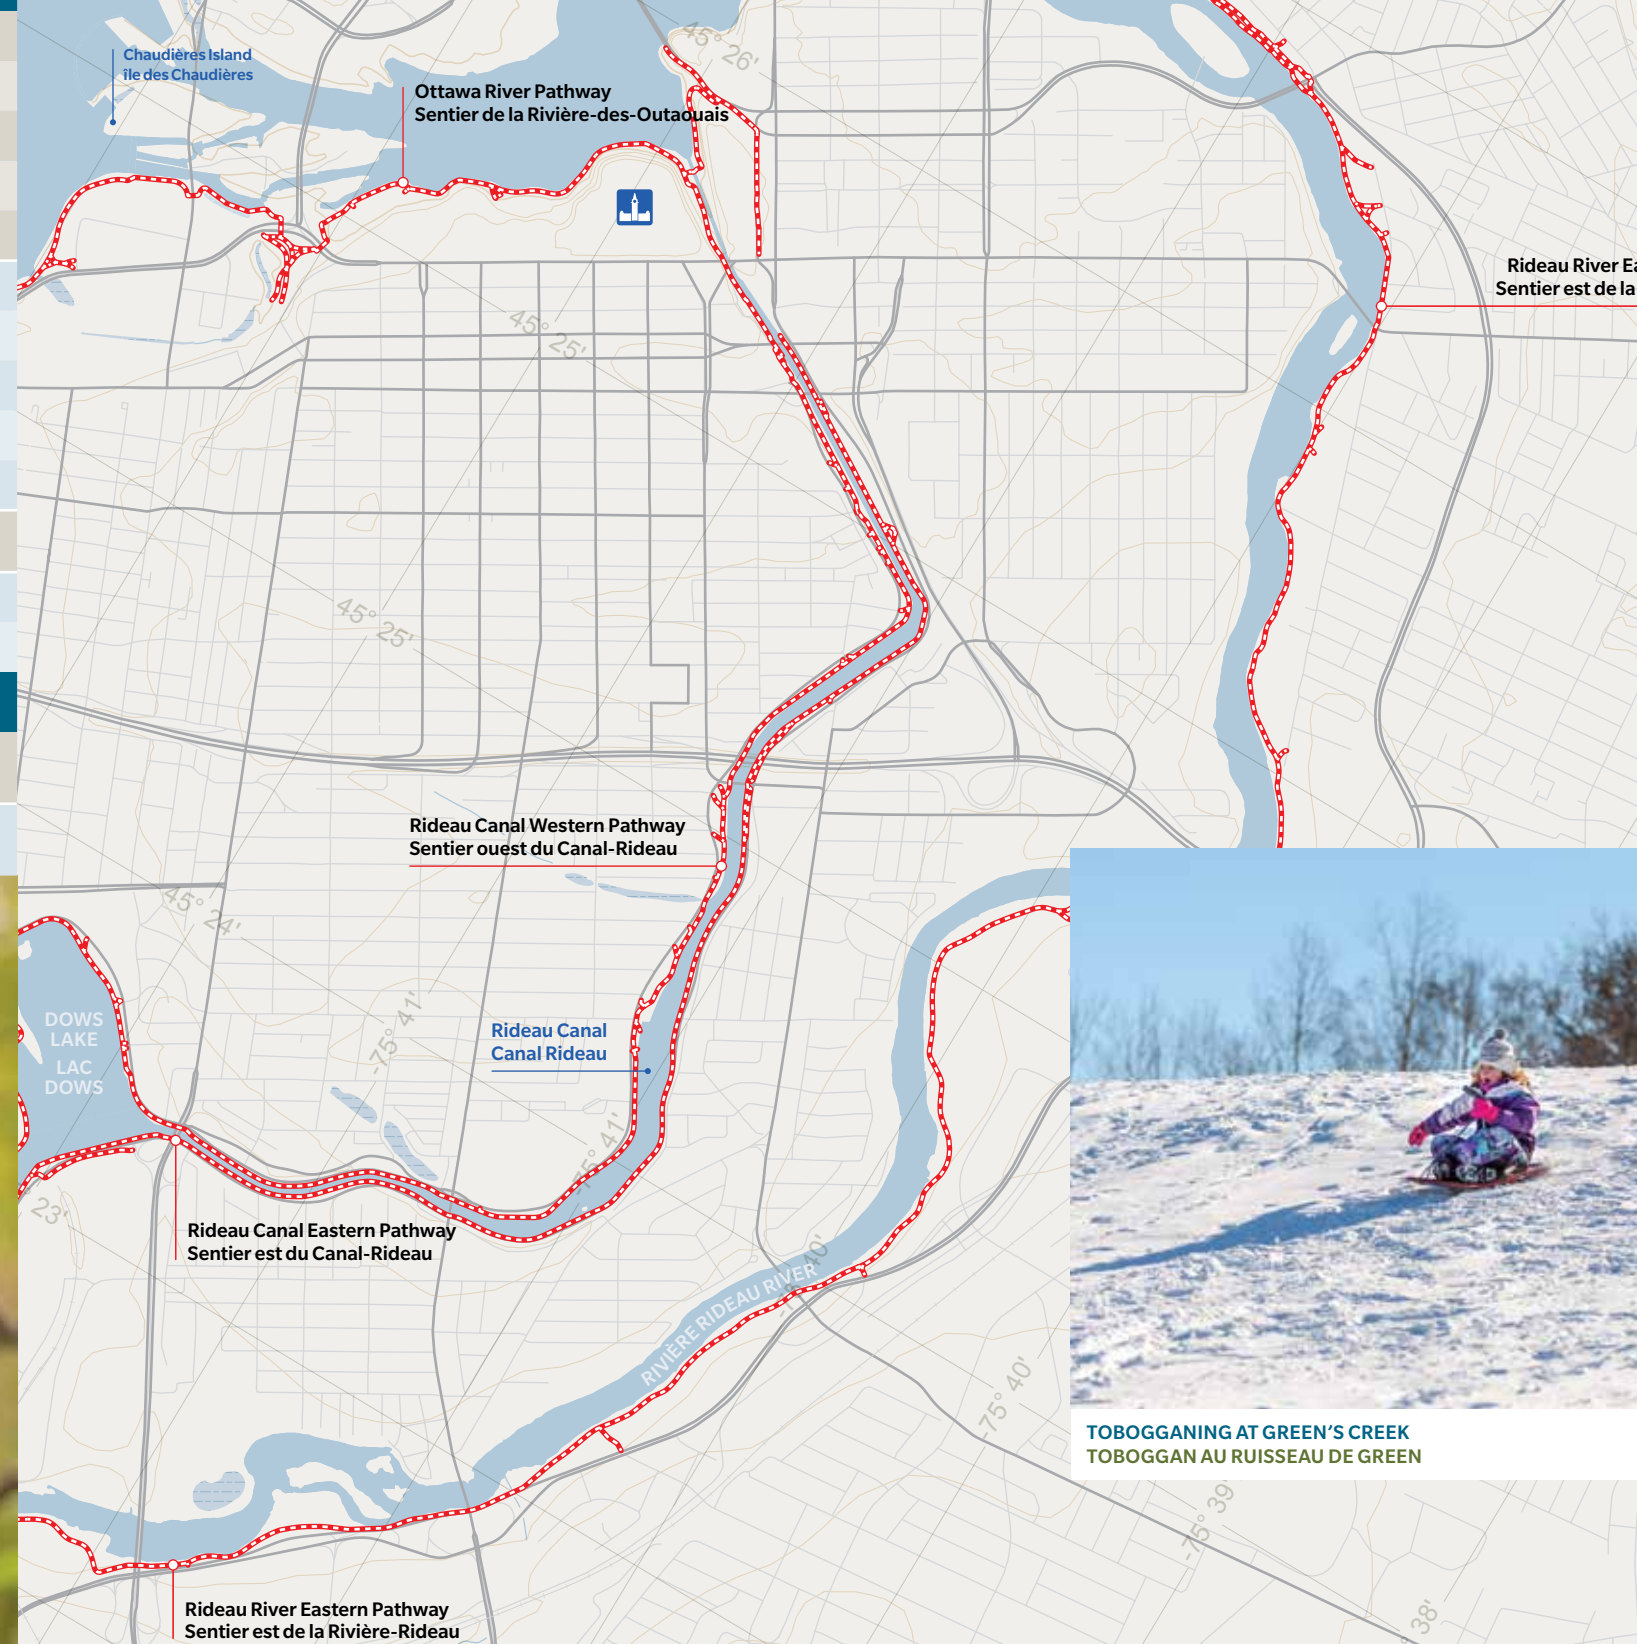 Chaudières Island
île des Chaudières
Ottawa River Pathway
Sentier de la Rivière-des-Outaouais
45° 26'
Rideau River Ea
Sentier est de la
45° 25'
45° 25'
Rideau Canal Western Pathway
Sentier ouest du Canal-Rideau
45° 24'
DOWS
LAKE
LAC
DOWS
-75° 41'
Rideau Canal
Canal Rideau
-75° 41'
23'
Rideau Canal Eastern Pathway
Sentier est du Canal-Rideau
40'
RIVIÈRE RIDEAU RIVER
-75° 40'
TOBOGGANING AT GREEN'S CREEK
TOBOGGAN AU RUISSEAU DE GREEN
-75° 39'
38'
Rideau River Eastern Pathway
Sentier est de la Rivière-Rideau